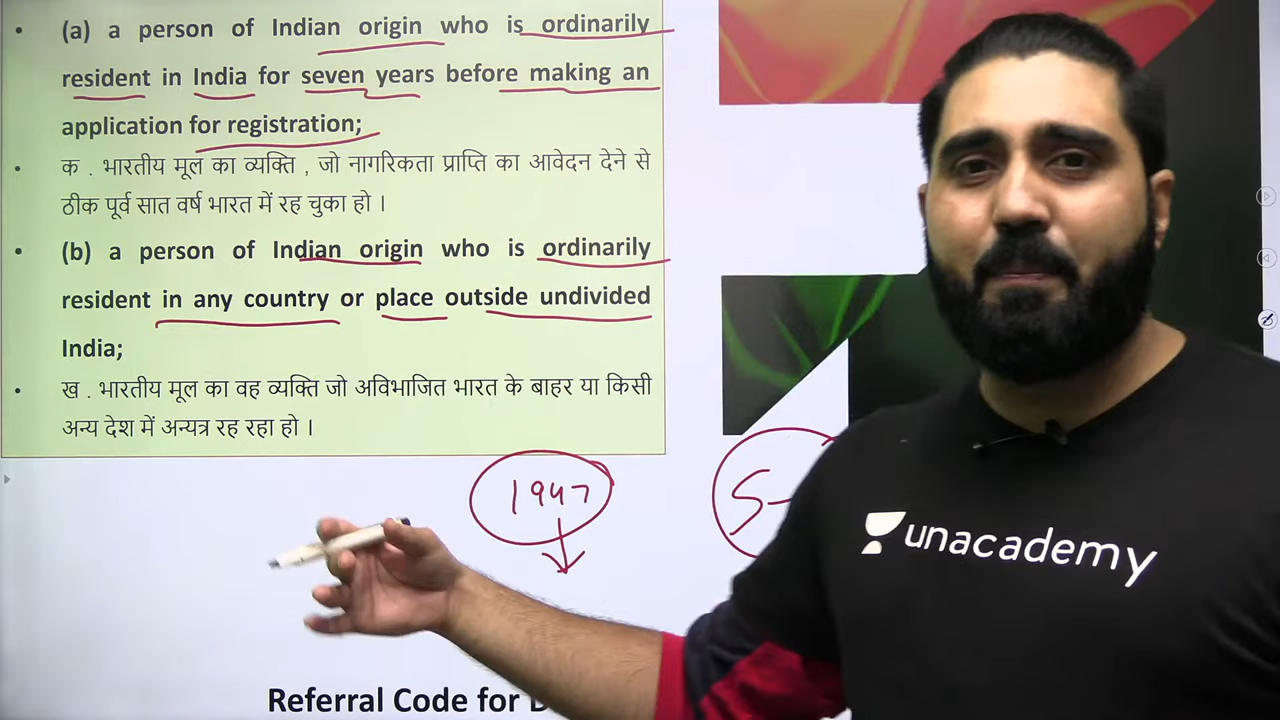 • (a) a person of Indian origin who is ordinarily
resident in India for seven years before making an
application for registration;
• क . भारतीय मूल का व्यक्ति , जो नागरिकता प्राप्ति का आवेदन देने से
ठीक पूर्व सात वर्ष भारत में रह चुका हो ।
• (b) a person of Indian origin who is ordinarily
resident in any country or place outside undivided
India;
• ख . भारतीय मूल का वह व्यक्ति जो अविभाजित भारत के बाहर या किसी
अन्य देश में अन्यत्र रह रहा हो ।
1947
unacademy
Referral Code for